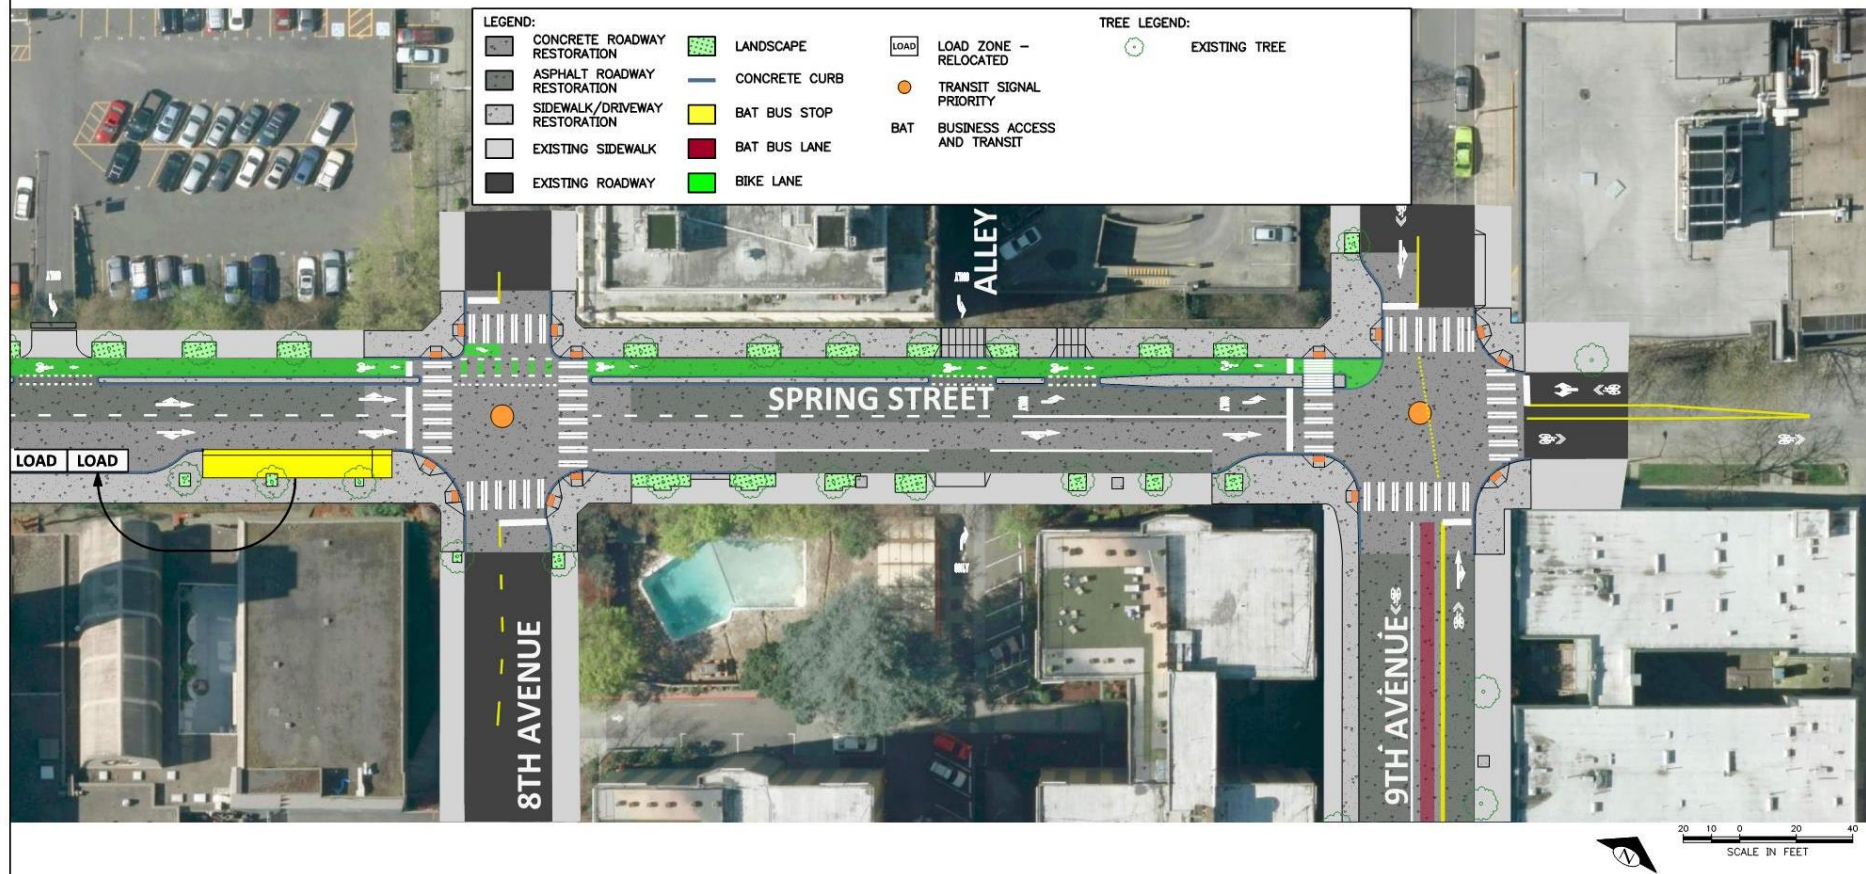 LEGEND:
CONCRETE ROADWAY
RESTORATION
ASPHALT ROADWAY
RESTORATION
SIDEWALK/DRIVEWAY
RESTORATION
EXISTING SIDEWALK
EXISTING ROADWAY
LANDSCAPE
CONCRETE CURB
BAT BUS STOP
BAT BUS LANE
BIKE LANE
LOAD
LOAD ZONE –
RELOCATED
TRANSIT SIGNAL
PRIORITY
BAT
BUSINESS ACCESS
AND TRANSIT
TREE LEGEND:
EXISTING TREE
ALLEY
ONLY
ONLY
SPRING STREET
LOAD
LOAD
ONLY
8TH AVENUE
9TH AVENUE
N
20 10 0 20 40
SCALE IN FEET